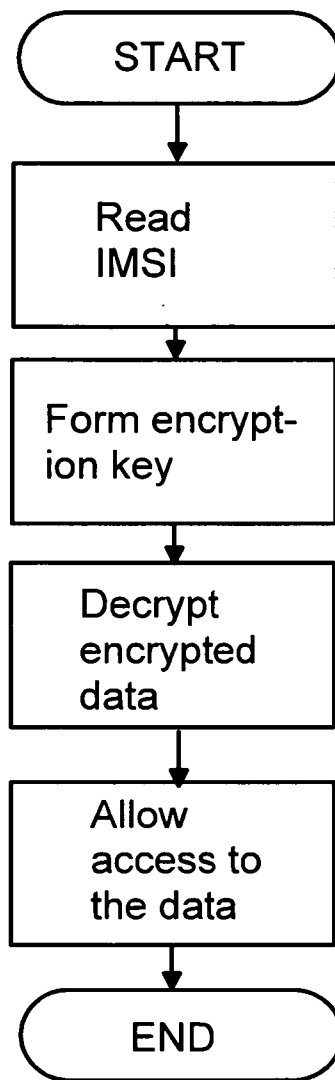 START
Read
IMSI
Form encrypt-
ion key
Decrypt
encrypted
data
Allow
access to
the data
END